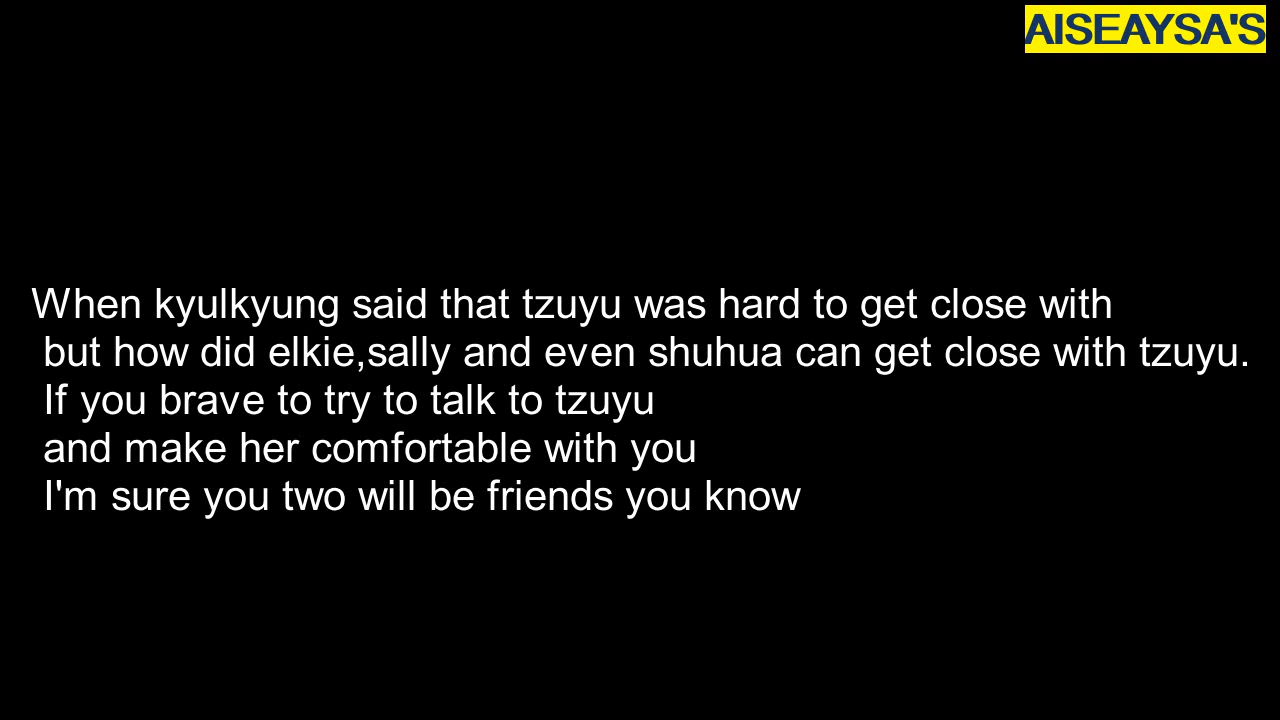 AISEAYSA'S
When kyulkyung said that tzuyu was hard to get close with
but how did elkie,sally and even shuhua can get close with tzuyu.
If you brave to try to talk to tzuyu
and make her comfortable with you
I'm sure you two will be friends you know